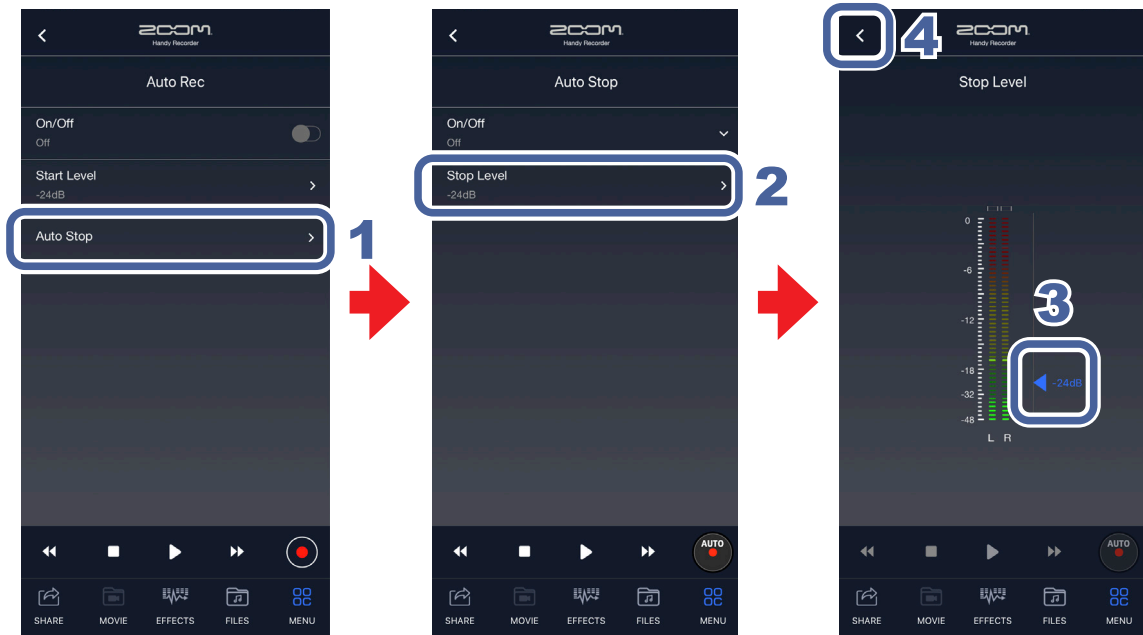 ZOOM
Handy Recorder
Auto Rec
On/Off
Off
Start Level
-24dB
Auto Stop
1
SHARE
MOVIE
EFFECTS
FILES
MENU
ZOOM
Handy Recorder
Auto Stop
On/Off
Off
Stop Level
-24dB
2
AUTO
SHARE
MOVIE
EFFECTS
FILES
MENU
4
ZOOM
Handy Recorder
Stop Level
0
-6
-12
-18
-32
-48
L R
3
-24dB
AUTO
SHARE
MOVIE
EFFECTS
FILES
MENU